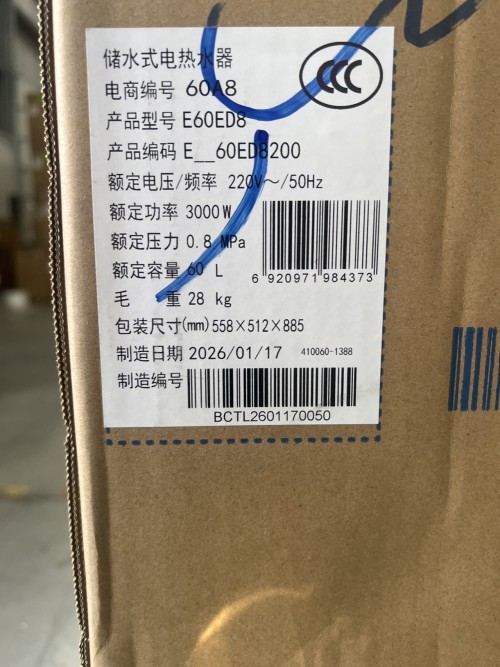 储水式电热水器
CCC
电商编号 60A8
产品型号 E60ED8
产品编码 E__60ED8200
额定电压/频率 220V～/50Hz
额定功率 3000W
额定压力 0.8 MPa
额定容量 60 L
6 920971 984373
毛 重 28 kg
包装尺寸(mm) 558×512×885
制造日期 2026/01/17 410060-1388
制造编号
BCTL2601170050